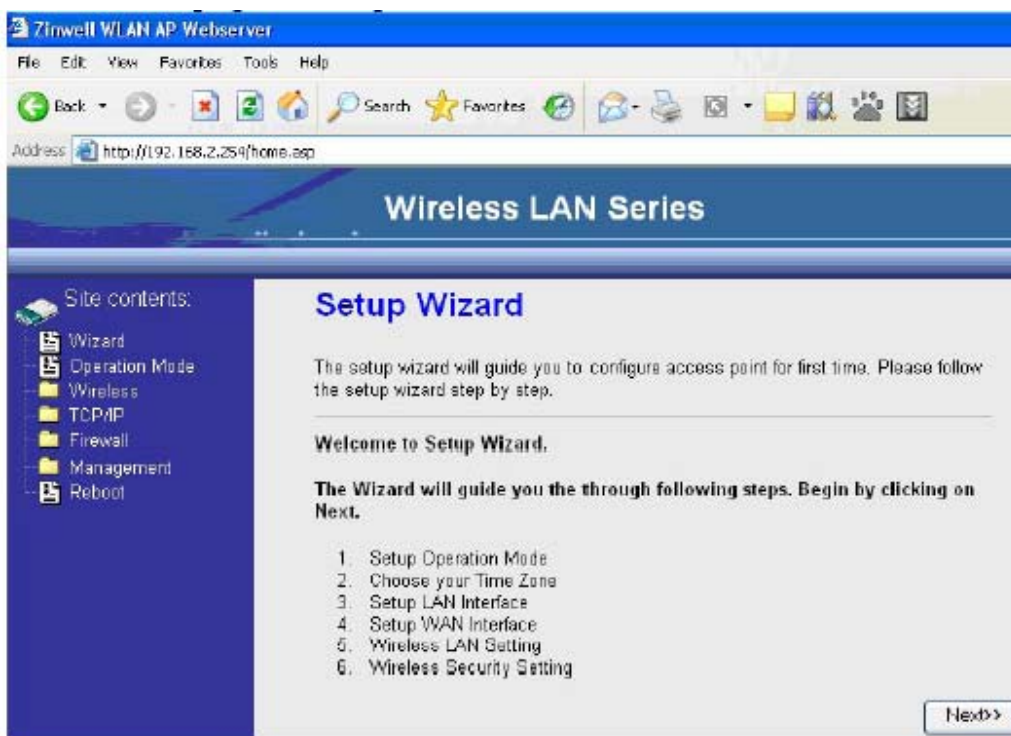 Zinwell WLAN AP Webserver
File Edit View Favorites Tools Help
Back Search Favorites
Address http://192.168.2.254/home.asp
Wireless LAN Series
Site contents:
Wizard
Operation Mode
Wireless
TCP/IP
Firewall
Management
Reboot
Setup Wizard
The setup wizard will guide you to configure access point for first time. Please follow
the setup wizard step by step.
Welcome to Setup Wizard.
The Wizard will guide you the through following steps. Begin by clicking on
Next.
1. Setup Operation Mode
2. Choose your Time Zone
3. Setup LAN Interface
4. Setup WAN Interface
5. Wireless LAN Setting
6. Wireless Security Setting
Next>>